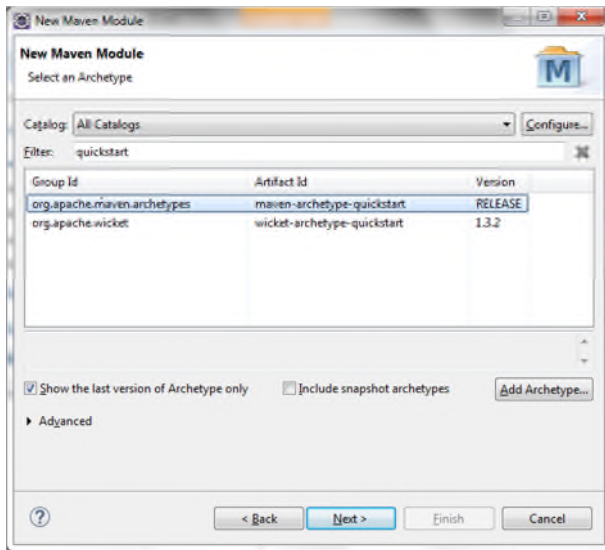 New Maven Module
New Maven Module
Select an Archetype
M
Catalog: All Catalogs Configure...
Filter: quickstart
Group Id Artifact Id Version
org.apache.maven.archetypes maven-archetype-quickstart RELEASE
org.apache.wicket wicket-archetype-quickstart 1.3.2
Show the last version of Archetype only Include snapshot archetypes Add Archetype...
Advanced
? < Back Next > Finish Cancel